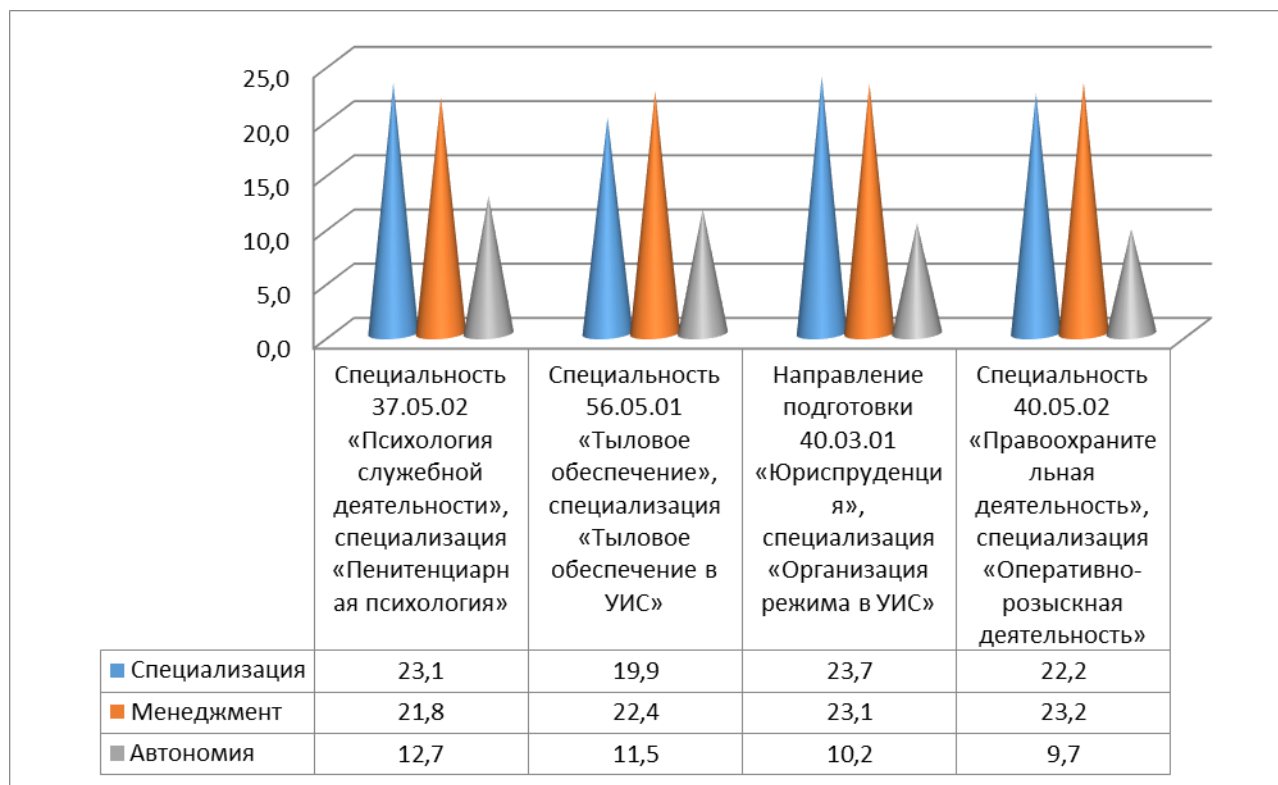 25,0
20,0
15,0
10,0
5,0
0,0
Специальность
37.05.02
«Психология
служебной
деятельности»,
специализация
«Пенитенциарн
ая психология»
Специальность
56.05.01
«Тыловое
обеспечение»,
специализация
«Тыловое
обеспечение в
УИС»
Направление
подготовки
40.03.01
«Юриспруденци
я»,
специализация
«Организация
режима в УИС»
Специальность
40.05.02
«Правоохраните
льная
деятельность»,
специализация
«Оперативно-
розыскная
деятельность»
Специализация 23,1 19,9 23,7 22,2
Менеджмент 21,8 22,4 23,1 23,2
Автономия 12,7 11,5 10,2 9,7